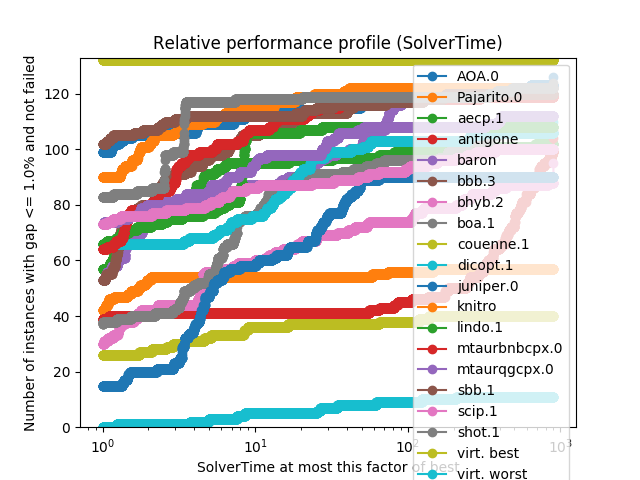 Relative performance profile (SolverTime)
Number of instances with gap <= 1.0% and not failed
120
100
80
60
40
20
0
10⁰
10¹
10²
10³
SolverTime at most this factor of best
AOA.0
Pajarito.0
aecp.1
antigone
baron
bbb.3
bhyb.2
boa.1
couenne.1
dicopt.1
juniper.0
knitro
lindo.1
mtaurbnbcpx.0
mtaurqgcpx.0
sbb.1
scip.1
shot.1
virt. best
virt. worst